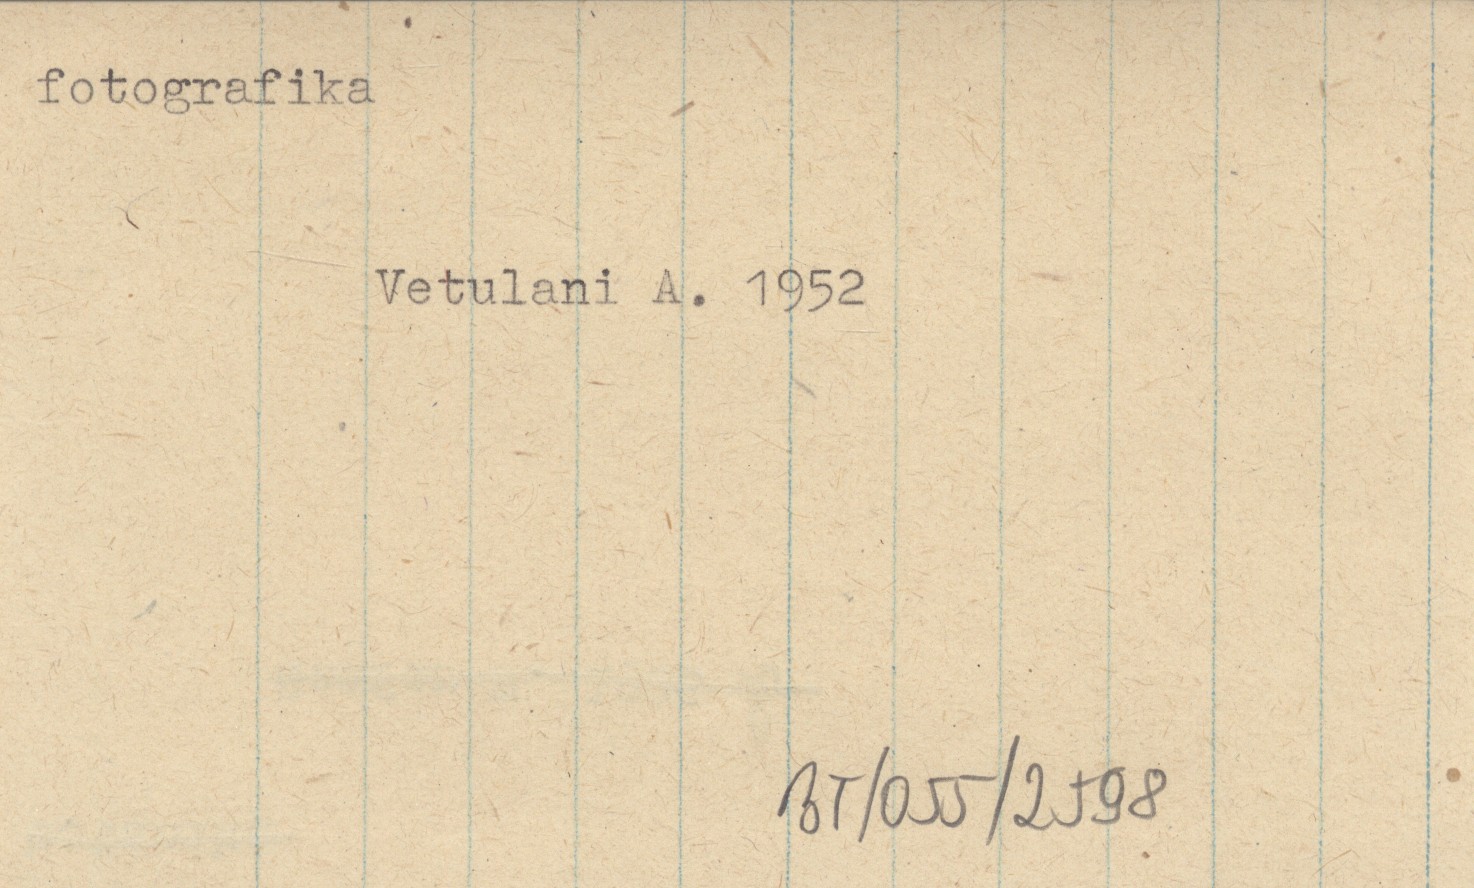 fotografika
Vetulani A. 1952
BT/055/2598